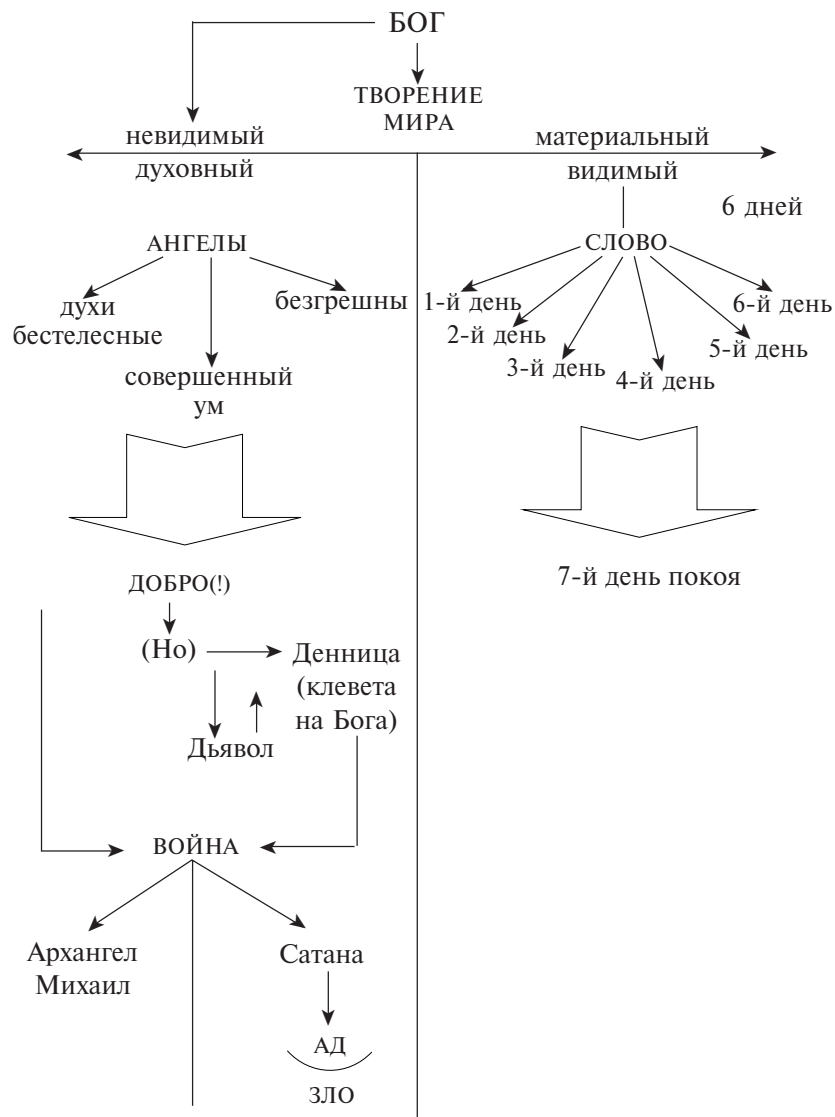 БОГ
ТВОРЕНИЕ
МИРА
невидимый
духовный
материальный
видимый
6 дней
АНГЕЛЫ
духи
бестелесные
безгрешны
совершенный
ум
СЛОВО
1-й день
2-й день
3-й день
4-й день
5-й день
6-й день
7-й день покоя
ДОБРО(!)
(Но)
Денница
(клевета
на Бога)
Дьявол
ВОЙНА
Архангел
Михаил
Сатана
АД
ЗЛО